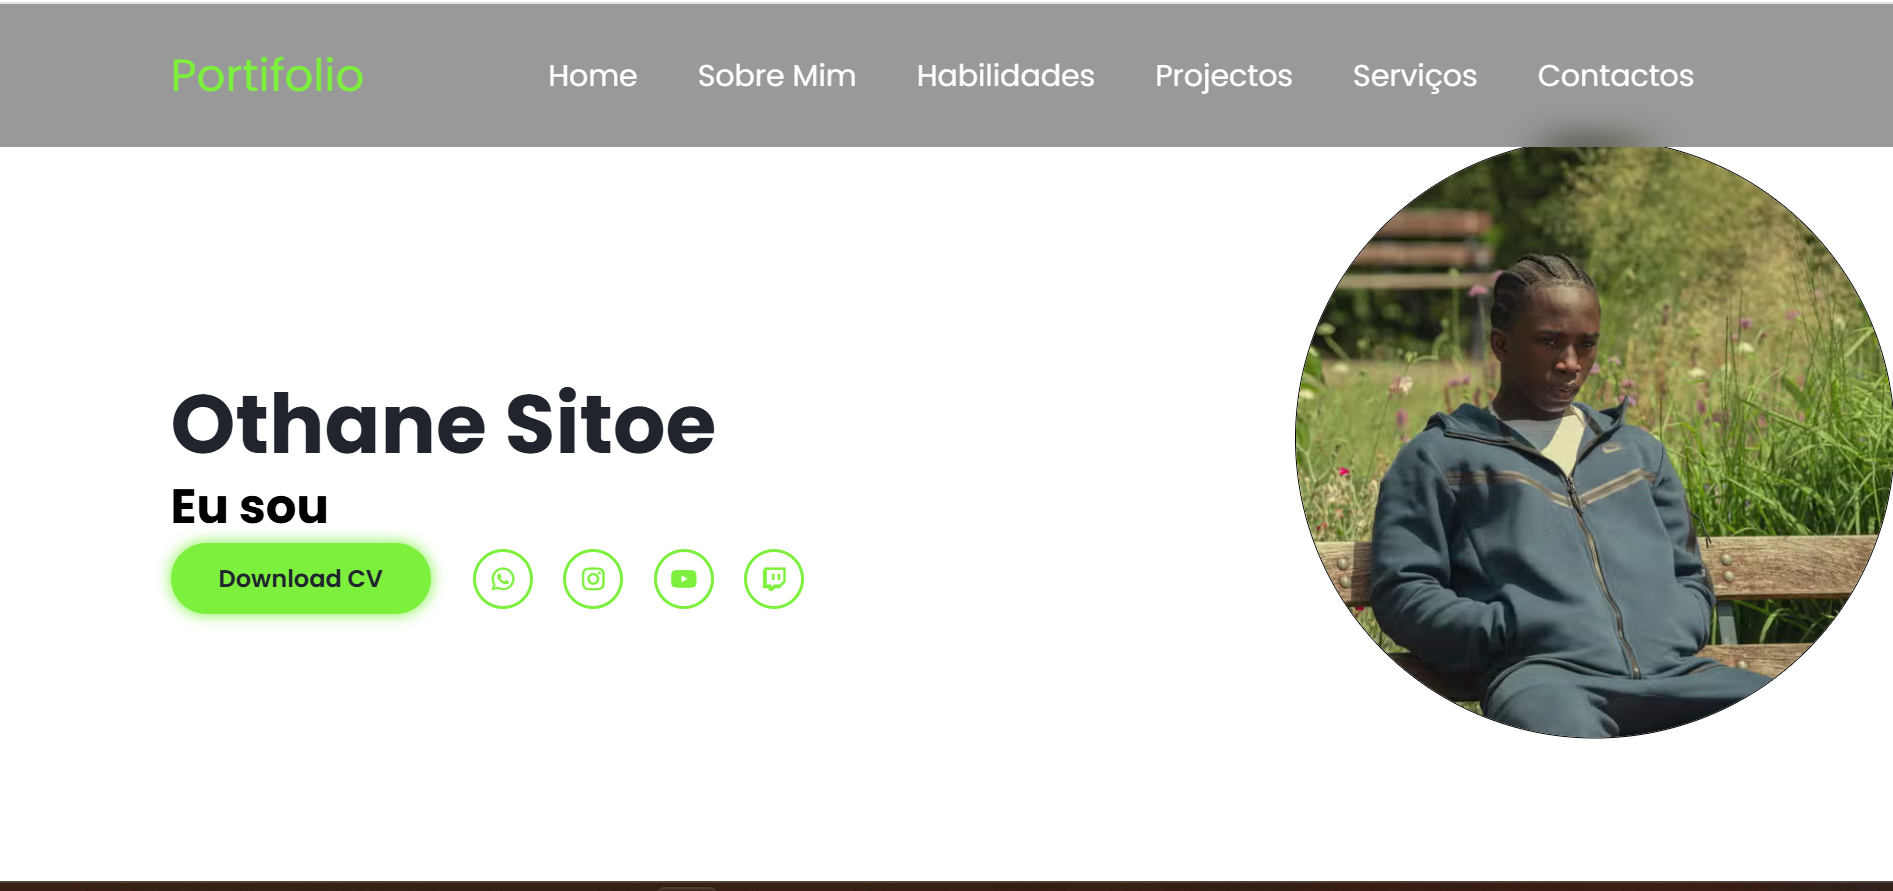 Portifolio Home Sobre Mim Habilidades Projectos Serviços Contactos
Othane Sitoe
Eu sou
Download CV